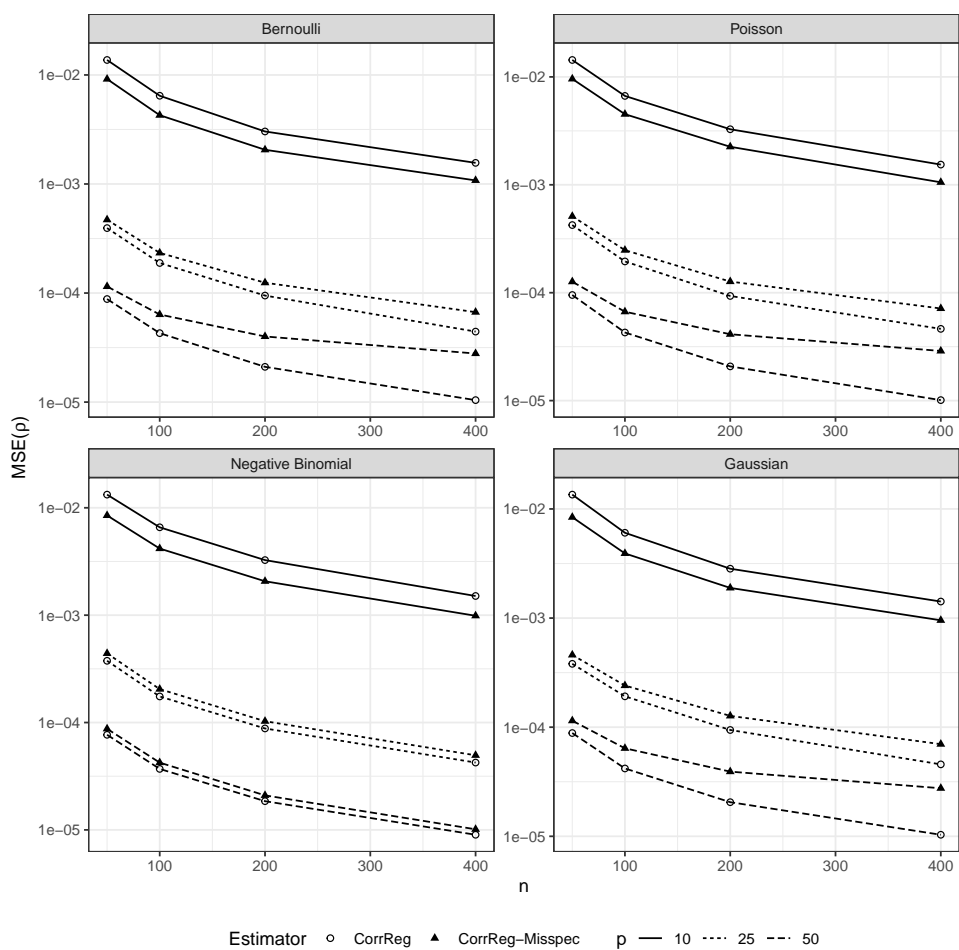 Bernoulli
Poisson
1e−02
1e−03
1e−04
1e−05
1e−02
1e−03
1e−04
1e−05
100 200 300 400
100 200 300 400
MSE(ρ)
Negative Binomial
Gaussian
1e−02
1e−03
1e−04
1e−05
1e−02
1e−03
1e−04
1e−05
100 200 300 400
100 200 300 400
n
Estimator CorrReg CorrReg−Misspec p 10 25 50